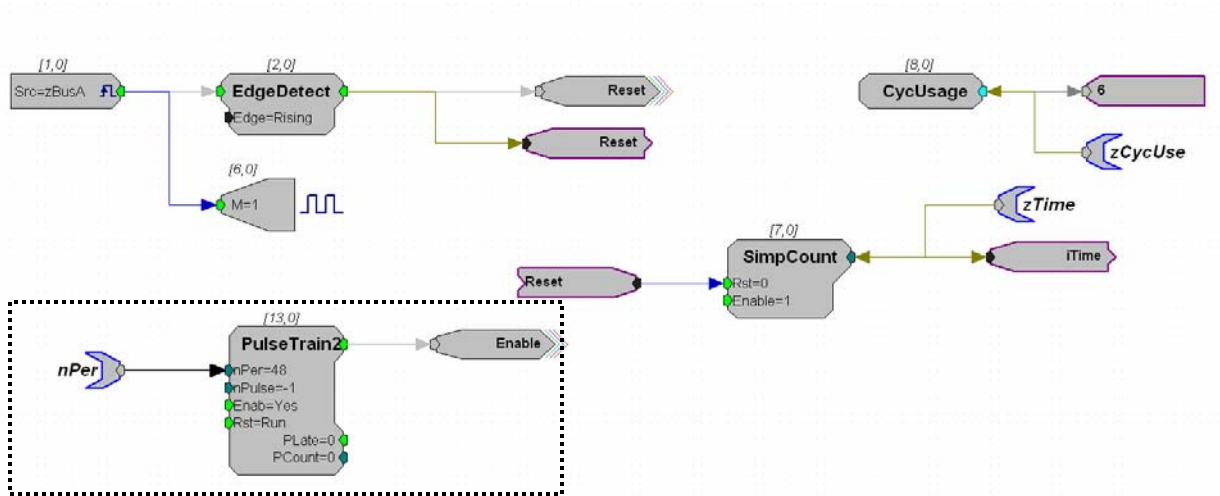 [1,0]
Src=zBusA
[2,0]
EdgeDetect
Edge=Rising
Reset
Reset
[6,0]
M=1
[8,0]
CycUsage
6
zCycUse
zTime
[7,0]
SimpCount
Rst=0
Enable=1
iTime
Reset
[13,0]
PulseTrain2
nPer
nPer=48
nPulse=-1
Enab=Yes
Rst=Run
PLate=0
PCount=0
Enable